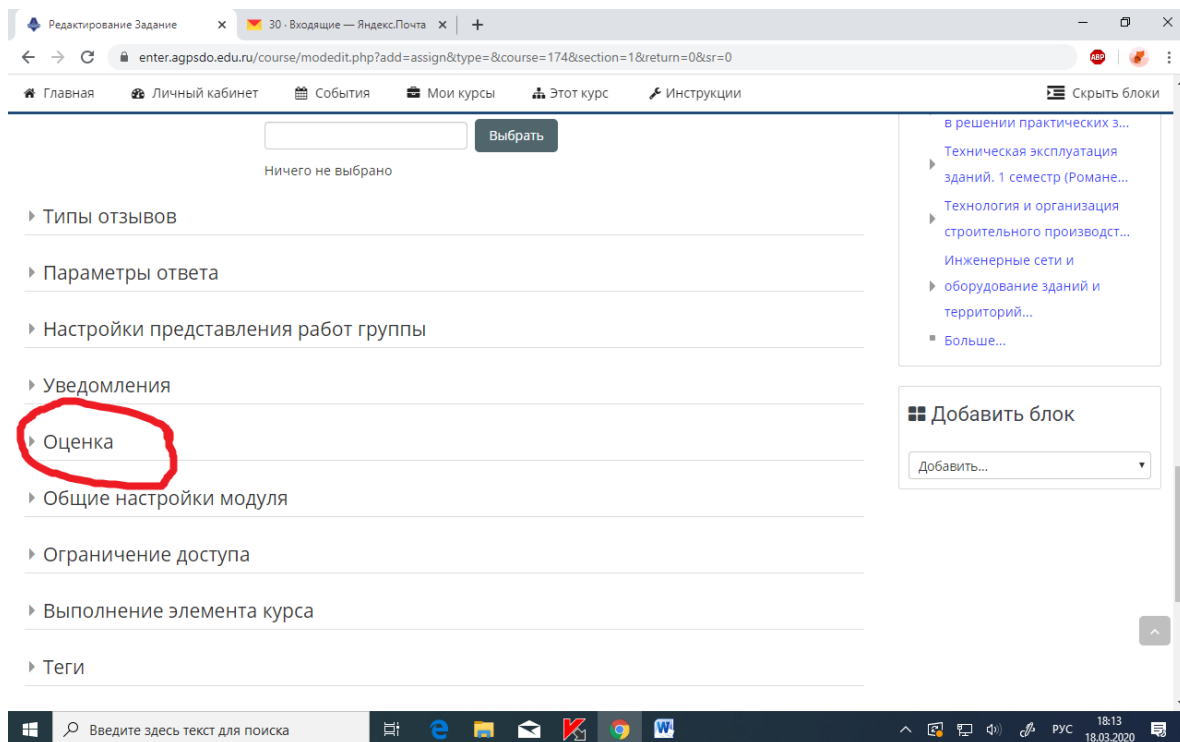 Редактирование Задание
30 · Входящие — Яндекс.Почта
enter.agpsdo.edu.ru/course/modedit.php?add=assign&type=&course=174&section=1&return=0&sr=0
ABP
Главная Личный кабинет События Мои курсы Этот курс Инструкции Скрыть блоки
Выбрать
Ничего не выбрано
Типы отзывов
Параметры ответа
Настройки представления работ группы
Уведомления
Оценка
Общие настройки модуля
Ограничение доступа
Выполнение элемента курса
Теги
в решении практических з...
Техническая эксплуатация
зданий. 1 семестр (Романе...
Технология и организация
строительного производст...
Инженерные сети и
оборудование зданий и
территорий...
Больше...
Добавить блок
Добавить...
Введите здесь текст для поиска
РУС
18:13
18.03.2020